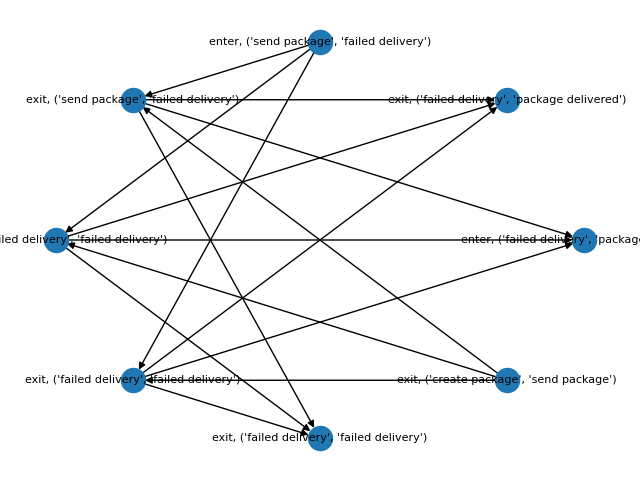 enter, ('send package', 'failed delivery')
exit, ('send package', 'failed delivery')
exit, ('failed delivery', 'package delivered')
delivery', 'failed delivery')
enter, ('failed delivery', 'package
exit, ('failed delivery', 'failed delivery')
exit, ('create package', 'send package')
exit, ('failed delivery', 'failed delivery')